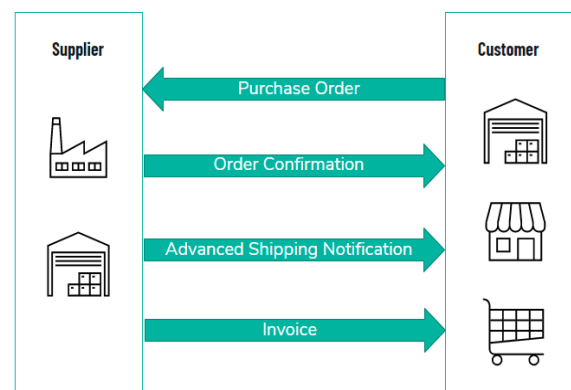 Supplier
Customer
Purchase Order
Order Confirmation
Advanced Shipping Notification
Invoice